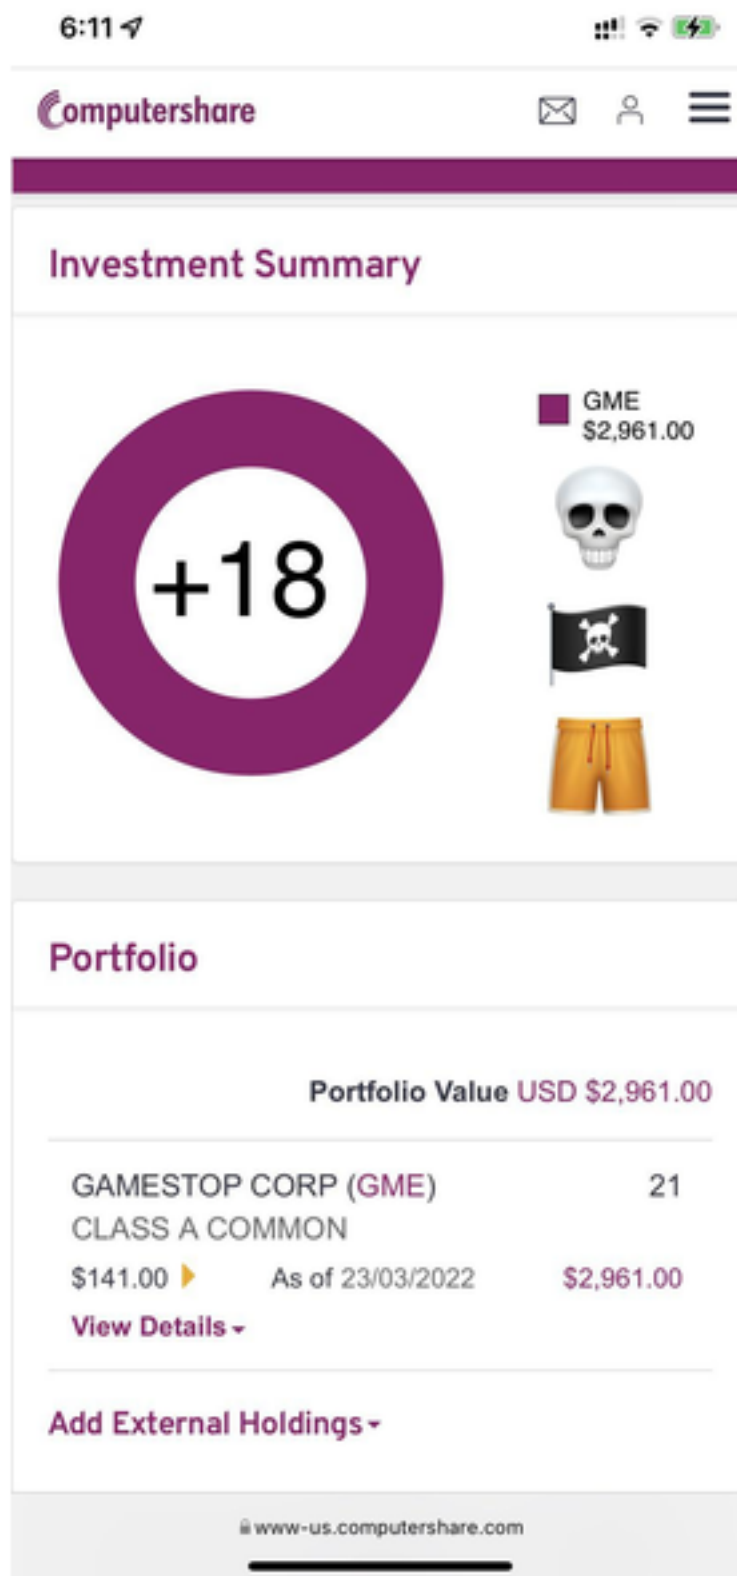 6:11
Computershare
Investment Summary
GME
$2,961.00
+18
Portfolio
Portfolio Value USD $2,961.00
GAMESTOP CORP (GME) 21
CLASS A COMMON
$141.00 As of 23/03/2022 $2,961.00
View Details
Add External Holdings
www-us.computershare.com